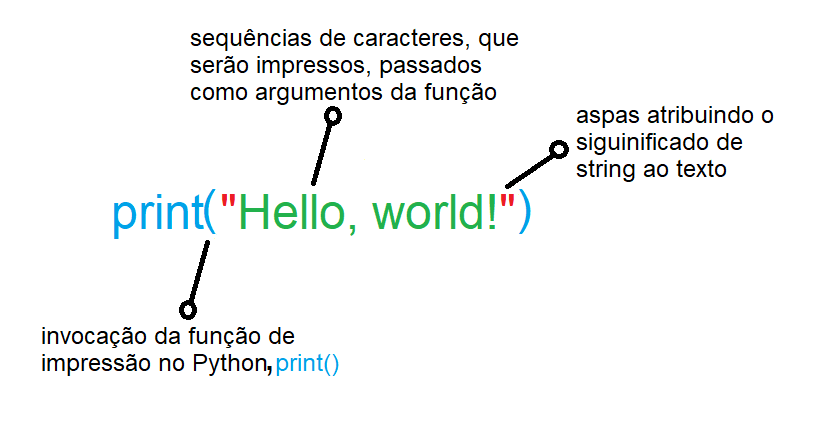 sequências de caracteres, que
serão impressos, passados
como argumentos da função
aspas atribuindo o
siguinificado de
string ao texto
print("Hello, world!")
invocação da função de
impressão no Python, print()